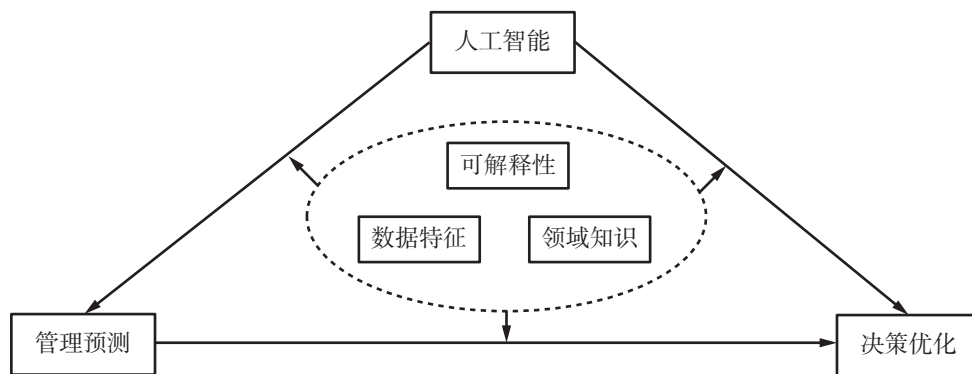 人工智能
可解释性
数据特征
领域知识
管理预测
决策优化